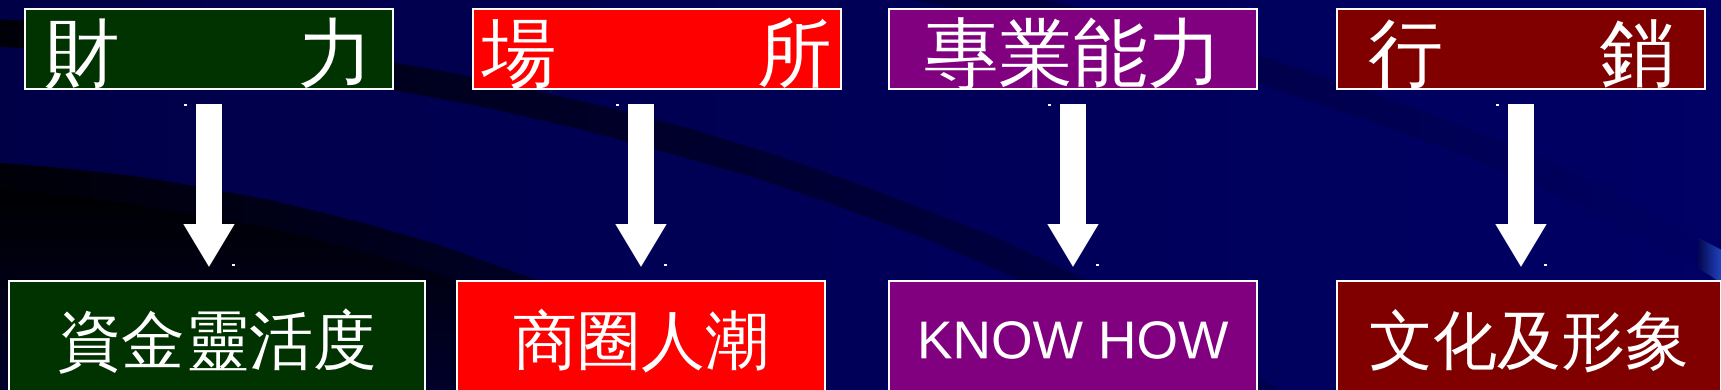 財 力
場 所
專業能力
行 銷
資金靈活度
商圈人潮
KNOW HOW
文化及形象